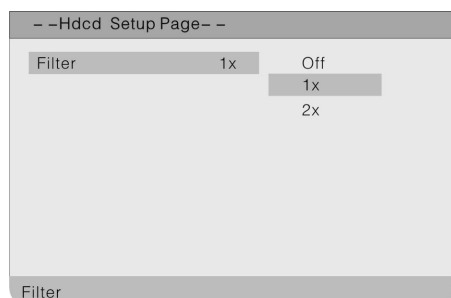 - -Hdcd Setup Page- -
Filter 1x Off
1x
2x
Filter